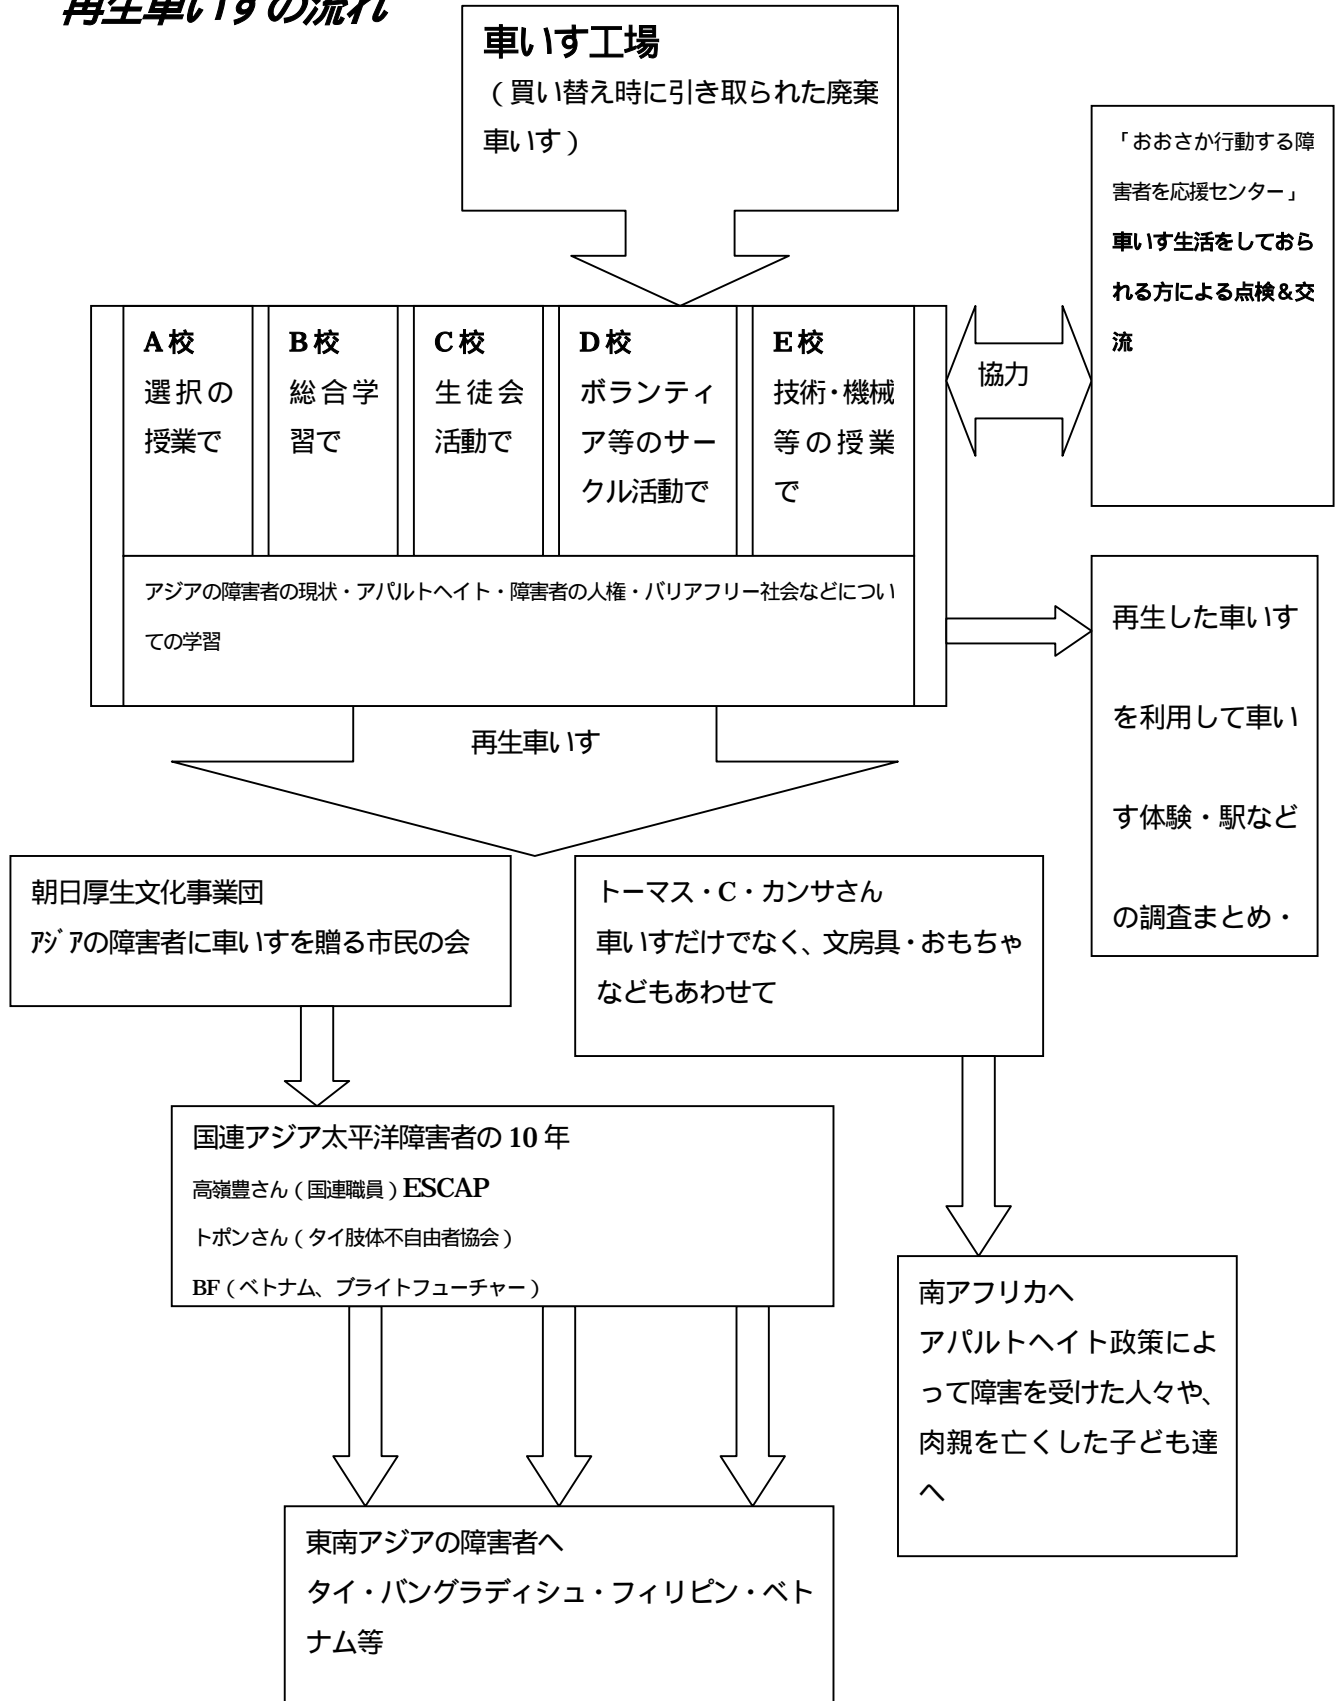 再生車いすの流れ
車いす工場
（買い替え時に引き取られた廃棄
車いす）
「おおさか行動する障
害者を応援センター」
車いす生活をしておら
れる方による点検&交
流
A校
選択の
授業で
B校
総合学
習で
C校
生徒会
活動で
D校
ボランティ
ア等のサー
クル活動で
E校
技術・機械
等の授業
で
協力
アジアの障害者の現状・アパルトヘイト・障害者の人権・バリアフリー社会などについ
ての学習
再生した車いす
を利用して車い
す体験・駅など
の調査まとめ・
再生車いす
朝日厚生文化事業団
ｱｼﾞｱの障害者に車いすを贈る市民の会
トーマス・C・カンサさん
車いすだけでなく、文房具・おもちゃ
などもあわせて
国連アジア太平洋障害者の10年
高嶺豊さん（国連職員）ESCAP
トポンさん（タイ肢体不自由者協会）
BF（ベトナム、ブライトフューチャー）
南アフリカへ
アパルトヘイト政策によ
って障害を受けた人々や、
肉親を亡くした子ども達
へ
東南アジアの障害者へ
タイ・バングラディシュ・フィリピン・ベト
ナム等